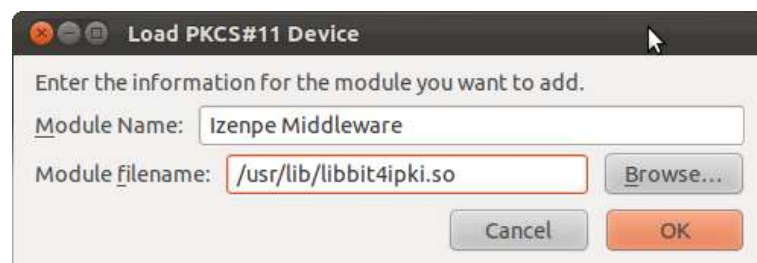 Load PKCS#11 Device
Enter the information for the module you want to add.
Module Name: Izenpe Middleware
Module filename: /usr/lib/libbit4ipki.so Browse...
Cancel OK